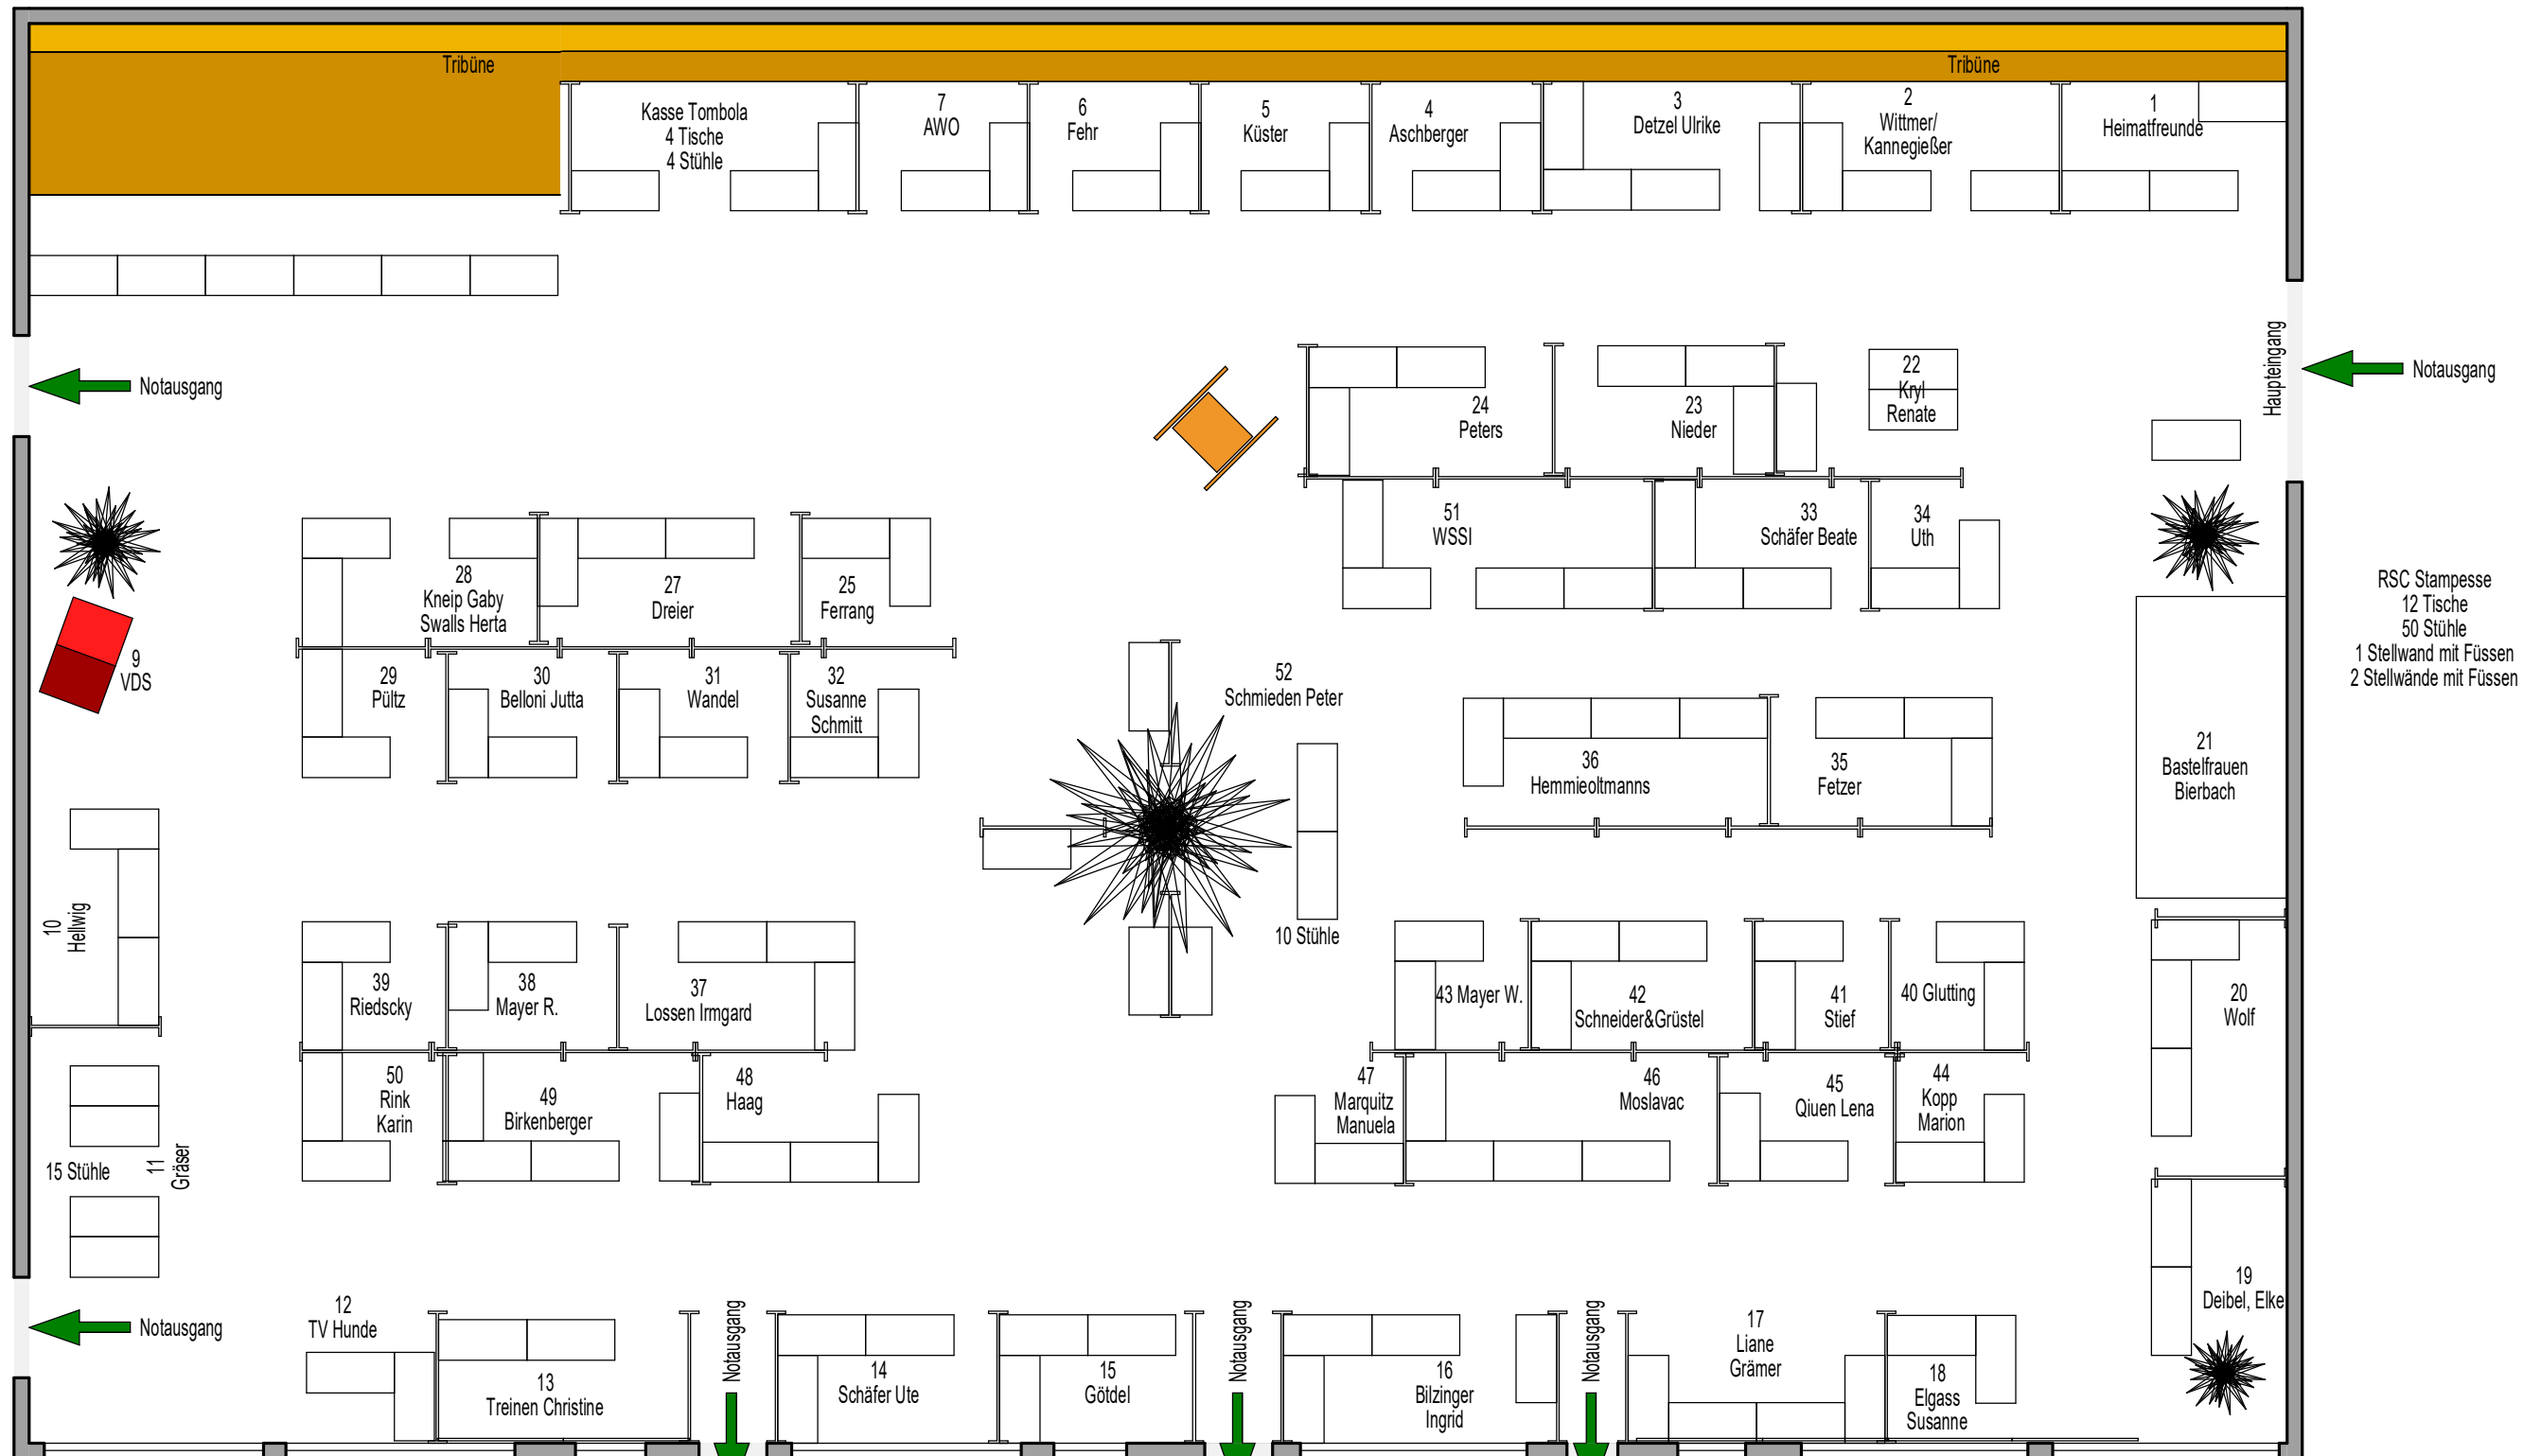 Tribüne
Tribüne
Kasse Tombola
4 Tische
4 Stühle
7
AWO
6
Fehr
5
Küster
4
Aschberger
3
Detzel Ulrike
2
Wittmer/
Kannegießer
1
Heimatfreunde
Notausgang
24
Peters
23
Nieder
22
Kryl
Renate
Haupteingang
Notausgang
28
Kneip Gaby
Swalls Herta
27
Dreier
25
Ferrang
51
WSSI
33
Schäfer Beate
34
Uth
RSC Stampesse
12 Tische
50 Stühle
1 Stellwand mit Füssen
2 Stellwände mit Füssen
9
VDS
29
Pültz
30
Belloni Jutta
31
Wandel
32
Susanne
Schmitt
52
Schmieden Peter
36
Hemmieoltmanns
35
Fetzer
21
Bastelfrauen
Bierbach
10
Hellwig
10 Stühle
39
Riedscky
38
Mayer R.
37
Lossen Irmgard
43 Mayer W.
42
Schneider&Grüstel
41
Stief
40 Glutting
20
Wolf
50
Rink
Karin
49
Birkenberger
48
Haag
47
Marquitz
Manuela
46
Moslavac
45
Qiuen Lena
44
Kopp
Marion
15 Stühle
11
Gräser
19
Deibel, Elke
Notausgang
12
TV Hunde
13
Treinen Christine
Notausgang
14
Schäfer Ute
15
Götdel
Notausgang
16
Bilzinger
Ingrid
Notausgang
17
Liane
Grämer
18
Elgass
Susanne